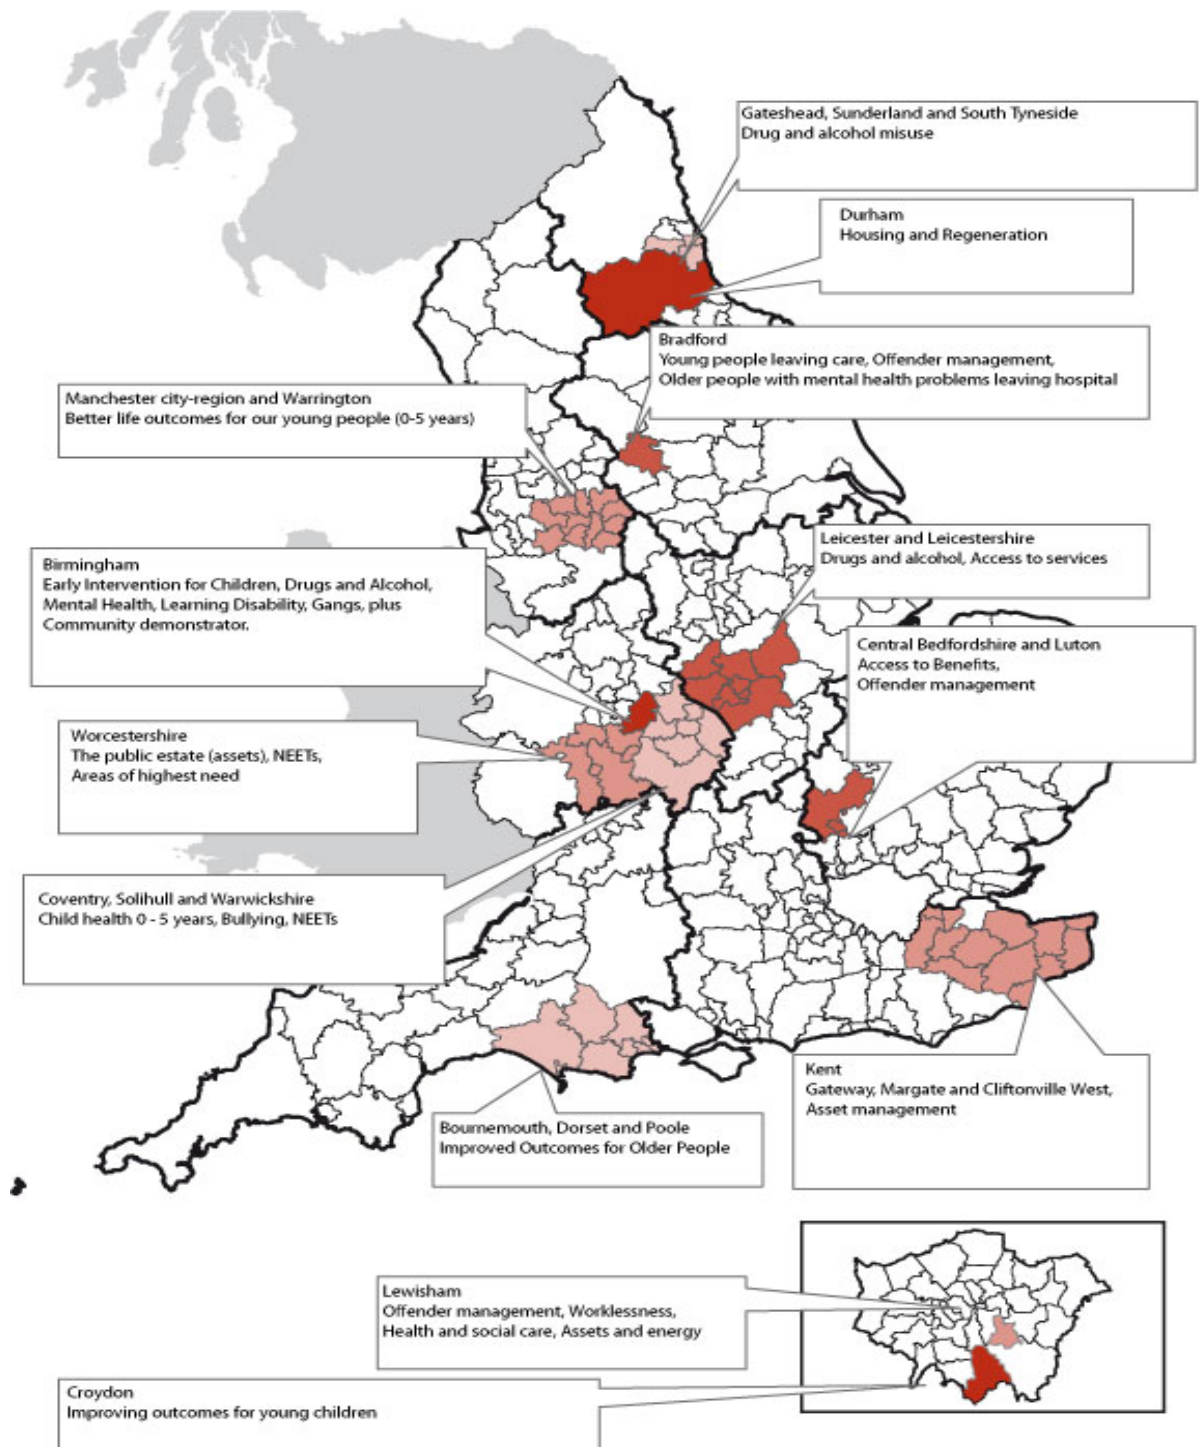 Gateshead, Sunderland and South Tyneside
Drug and alcohol misuse
Durham
Housing and Regeneration
Bradford
Young people leaving care, Offender management,
Older people with mental health problems leaving hospital
Manchester city-region and Warrington
Better life outcomes for our young people (0-5 years)
Leicester and Leicestershire
Drugs and alcohol, Access to services
Birmingham
Early Intervention for Children, Drugs and Alcohol,
Mental Health, Learning Disability, Gangs, plus
Community demonstrator.
Central Bedfordshire and Luton
Access to Benefits,
Offender management
Worcestershire
The public estate (assets), NEETs,
Areas of highest need
Coventry, Solihull and Warwickshire
Child health 0 - 5 years, Bullying, NEETs
Kent
Gateway, Margate and Cliftonville West,
Asset management
Bournemouth, Dorset and Poole
Improved Outcomes for Older People
Lewisham
Offender management, Worklessness,
Health and social care, Assets and energy
Croydon
Improving outcomes for young children